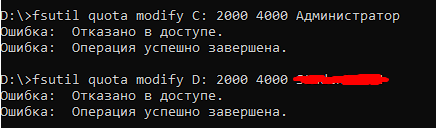 D:\>fsutil quota modify C: 2000 4000 Администратор
Ошибка:  Отказано в доступе.
Ошибка:  Операция успешно завершена.
D:\>fsutil quota modify D: 2000 4000
Ошибка:  Отказано в доступе.
Ошибка:  Операция успешно завершена.